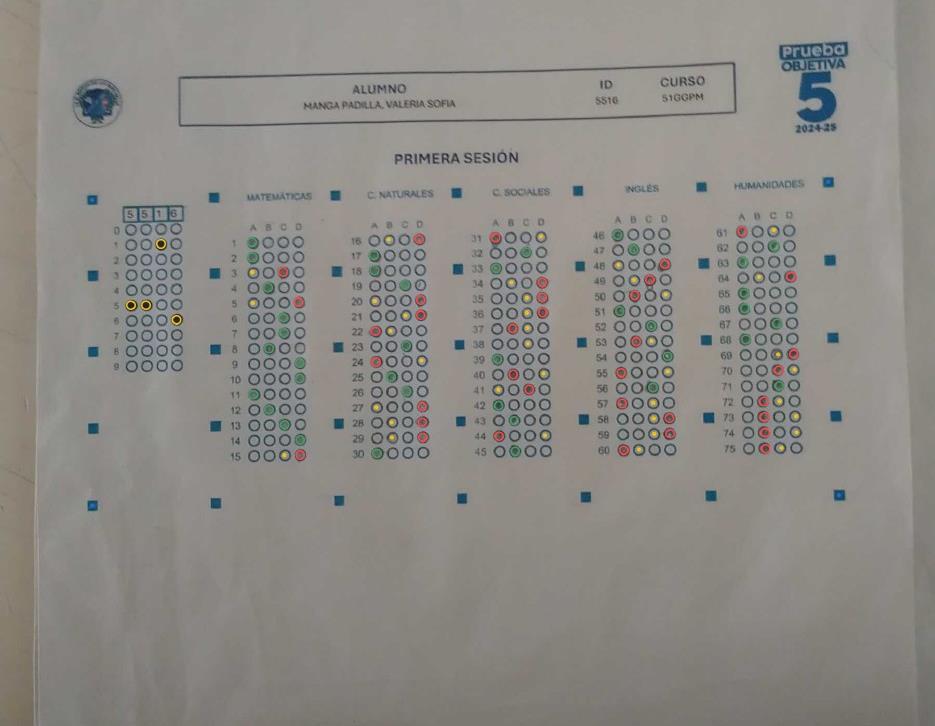 Prueba
OBJETIVA
5
2024-25
ALUMNO ID CURSO
MANGA PADILLA, VALERIA SOFIA 5516 51GGPM
PRIMERA SESIÓN
MATEMÁTICAS C. NATURALES C. SOCIALES INGLÉS HUMANIDADES
5 5 1 6
A B C D A B C D A B C D A B C D A B C D
0
1 1 16 31 46 61
2 2 17 32 47 62
3 3 18 33 48 63
4 4 19 34 49 64
5 5 20 35 50 65
6 6 21 36 51 66
7 7 22 37 52 67
8 8 23 38 53 68
9 9 24 39 54 69
10 25 40 55 70
11 26 41 56 71
12 27 42 57 72
13 28 43 58 73
14 29 44 59 74
15 30 45 60 75